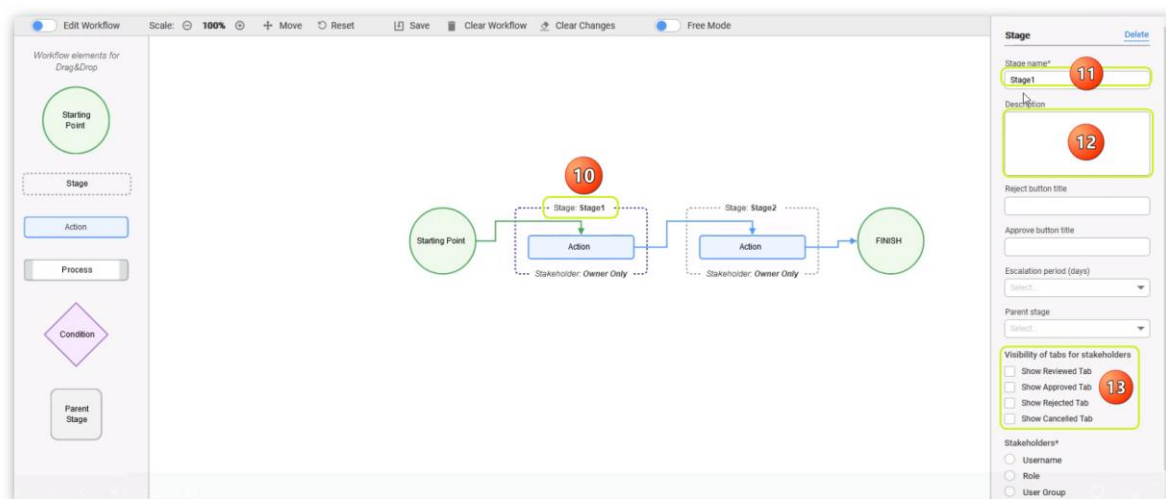 Edit Workflow
Scale: 100% Move Reset Save Clear Workflow Clear Changes Free Mode
Workflow elements for
Drag&Drop
Starting
Point
Stage
Action
Process
Condition
Parent
Stage
10
Starting Point
Stage: Stage1
Action
Stakeholder: Owner Only
Stage: Stage2
Action
Stakeholder: Owner Only
FINISH
Stage Delete
Stage name*
11
Stage1
Description
12
Reject button title
Approve button title
Escalation period (days)
Select...
Parent stage
Select...
Visibility of tabs for stakeholders
Show Reviewed Tab
Show Approved Tab
13
Show Rejected Tab
Show Cancelled Tab
Stakeholders*
Username
Role
User Group